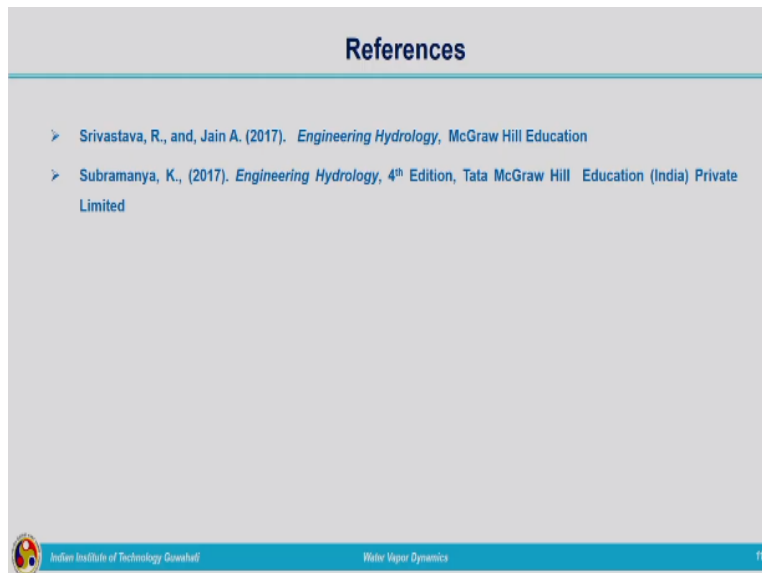 References
➢ Srivastava, R., and, Jain A. (2017). Engineering Hydrology, McGraw Hill Education
➢ Subramanya, K., (2017). Engineering Hydrology, 4th Edition, Tata McGraw Hill Education (India) Private
Limited
Indian Institute of Technology Guwahati Water Vapor Dynamics